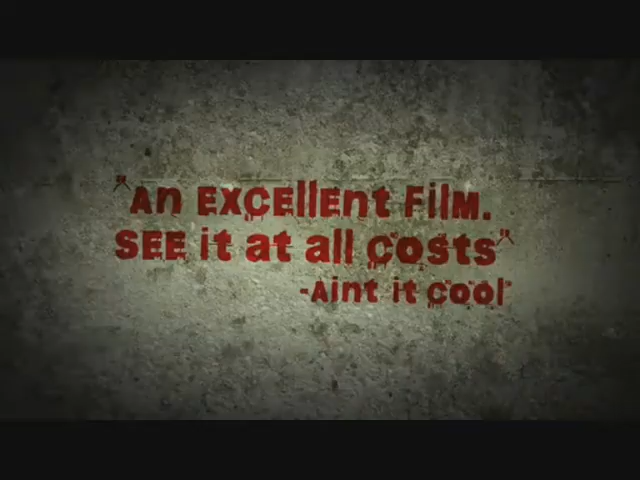 "An Excellent Film.
See it at all costs"
-Aint it cool